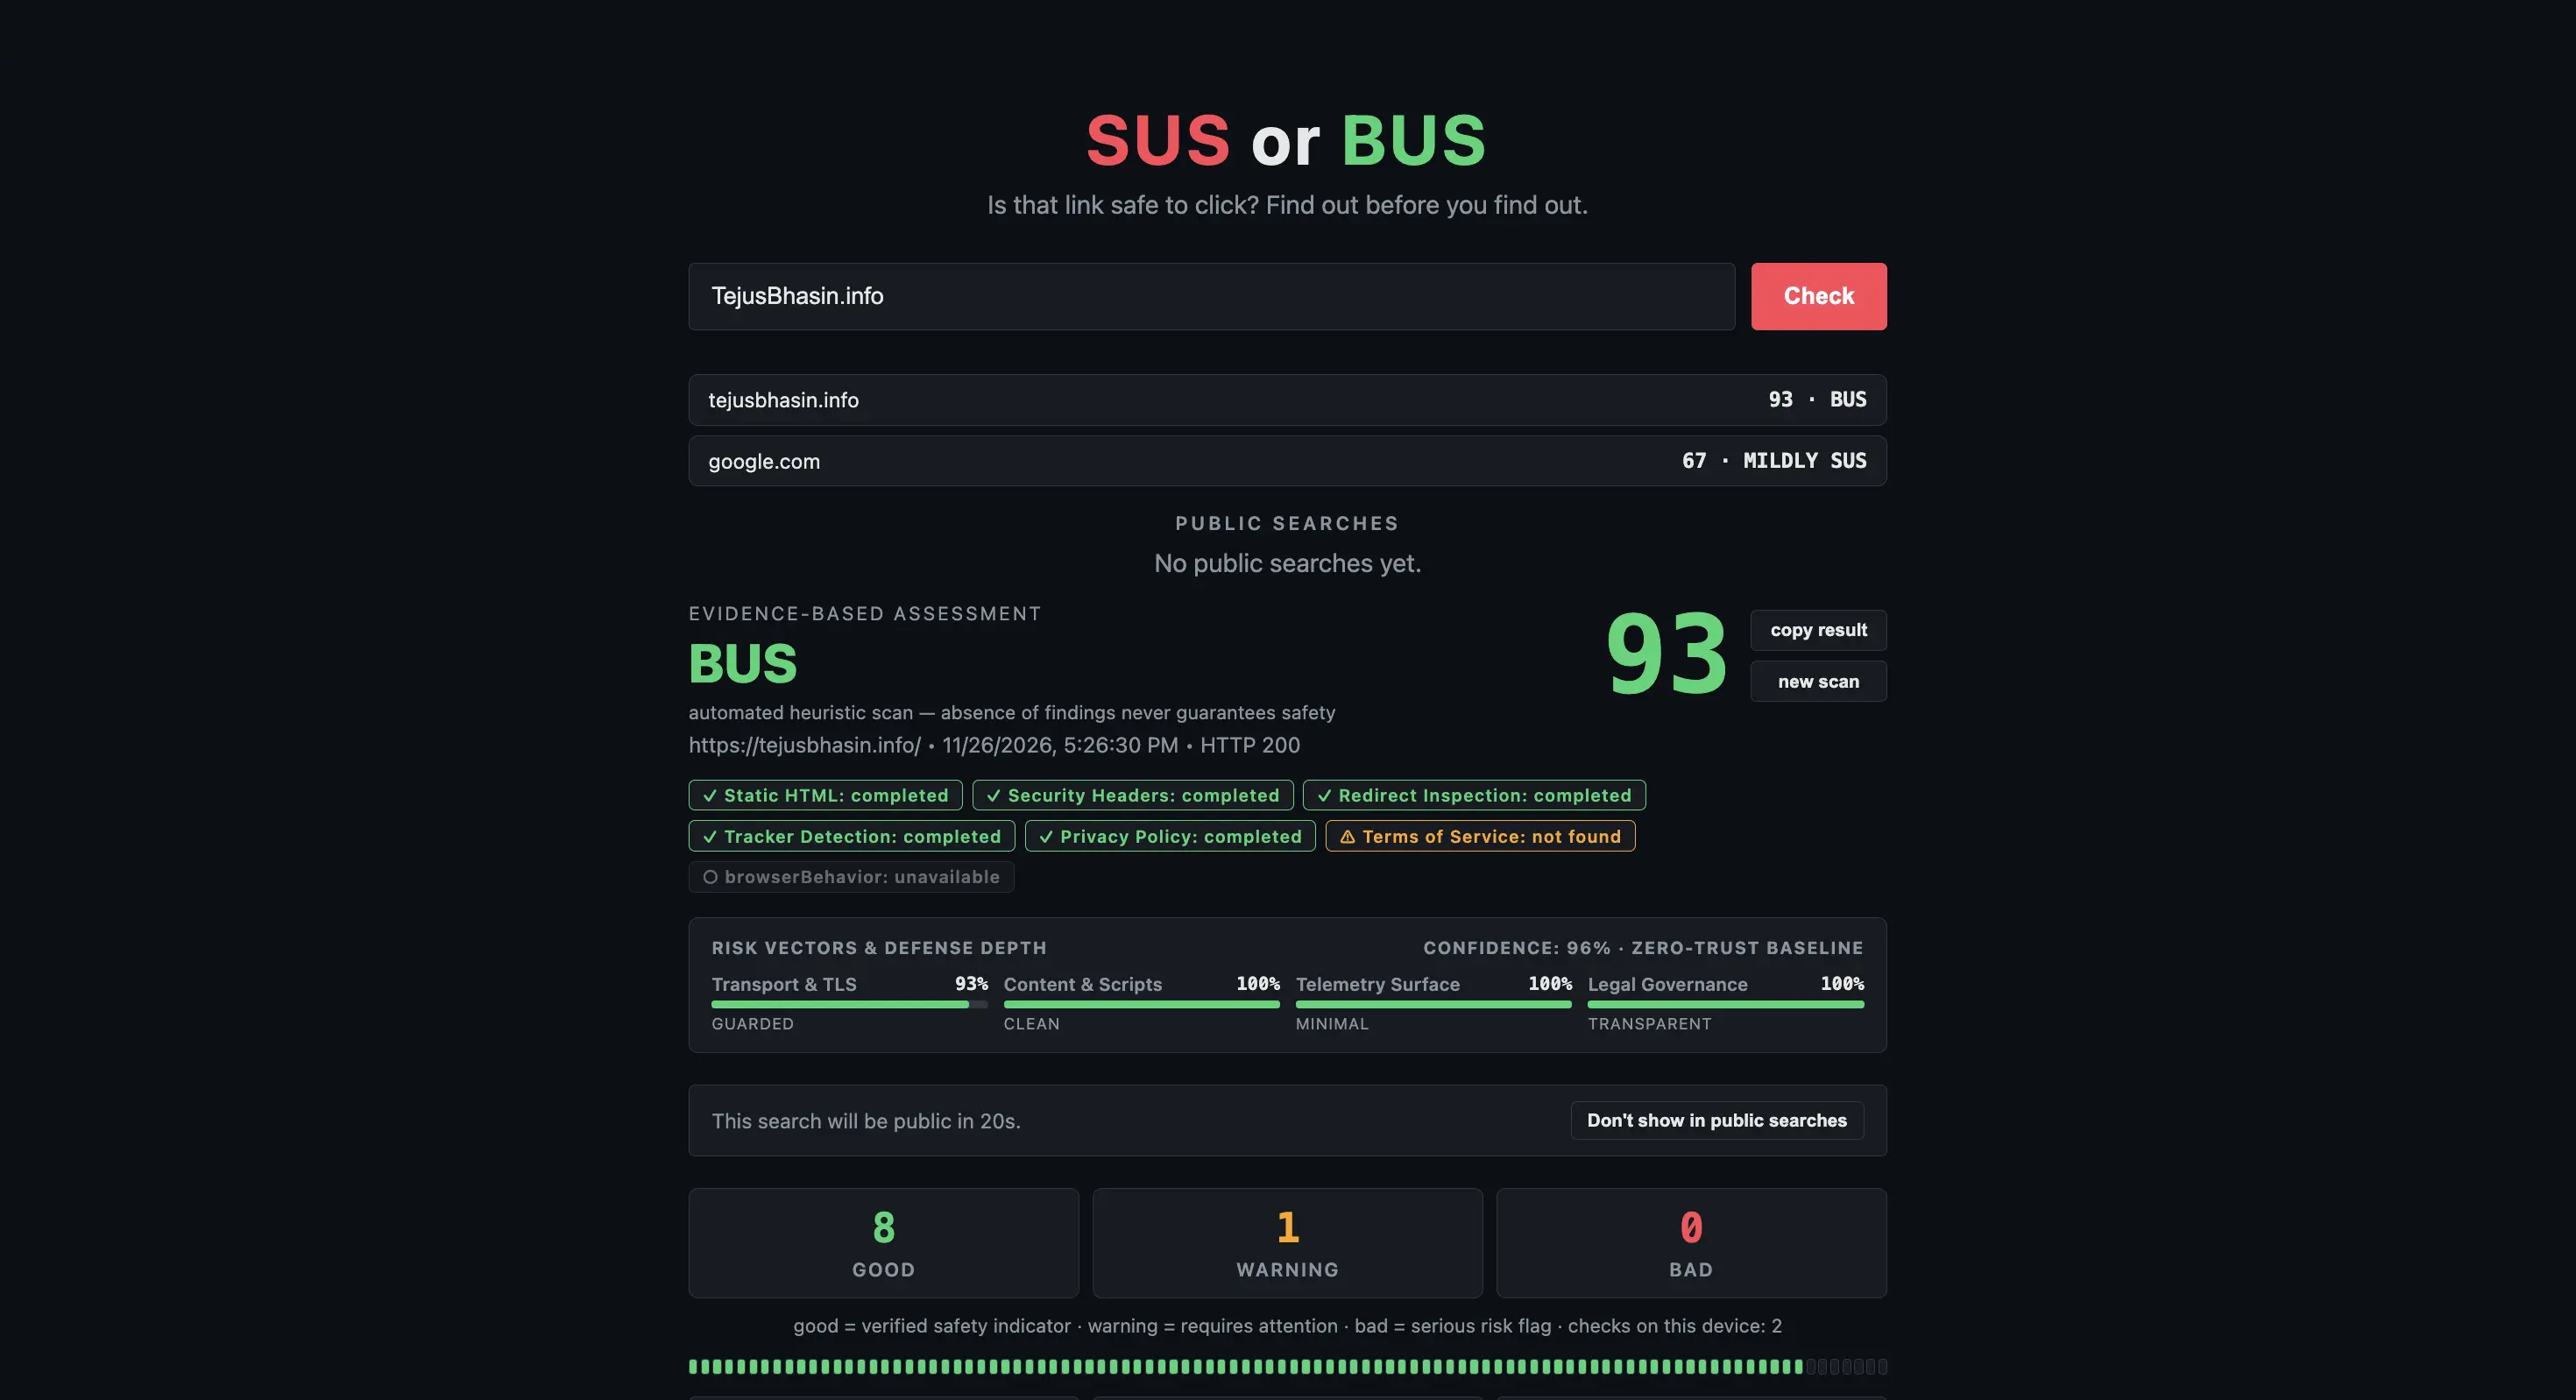 SUS or BUS
Is that link safe to click? Find out before you find out.
TejusBhasin.info
Check
tejusbhasin.info
93 · BUS
google.com
67 · MILDLY SUS
PUBLIC SEARCHES
No public searches yet.
EVIDENCE-BASED ASSESSMENT
BUS
93
copy result
new scan
automated heuristic scan — absence of findings never guarantees safety
https://tejusbhasin.info/ • 11/26/2026, 5:26:30 PM • HTTP 200
✓ Static HTML: completed
✓ Security Headers: completed
✓ Redirect Inspection: completed
✓ Tracker Detection: completed
✓ Privacy Policy: completed
⚠ Terms of Service: not found
○ browserBehavior: unavailable
RISK VECTORS & DEFENSE DEPTH
CONFIDENCE: 96% · ZERO-TRUST BASELINE
Transport & TLS 93%
GUARDED
Content & Scripts 100%
CLEAN
Telemetry Surface 100%
MINIMAL
Legal Governance 100%
TRANSPARENT
This search will be public in 20s.
Don't show in public searches
8
GOOD
1
WARNING
0
BAD
good = verified safety indicator · warning = requires attention · bad = serious risk flag · checks on this device: 2